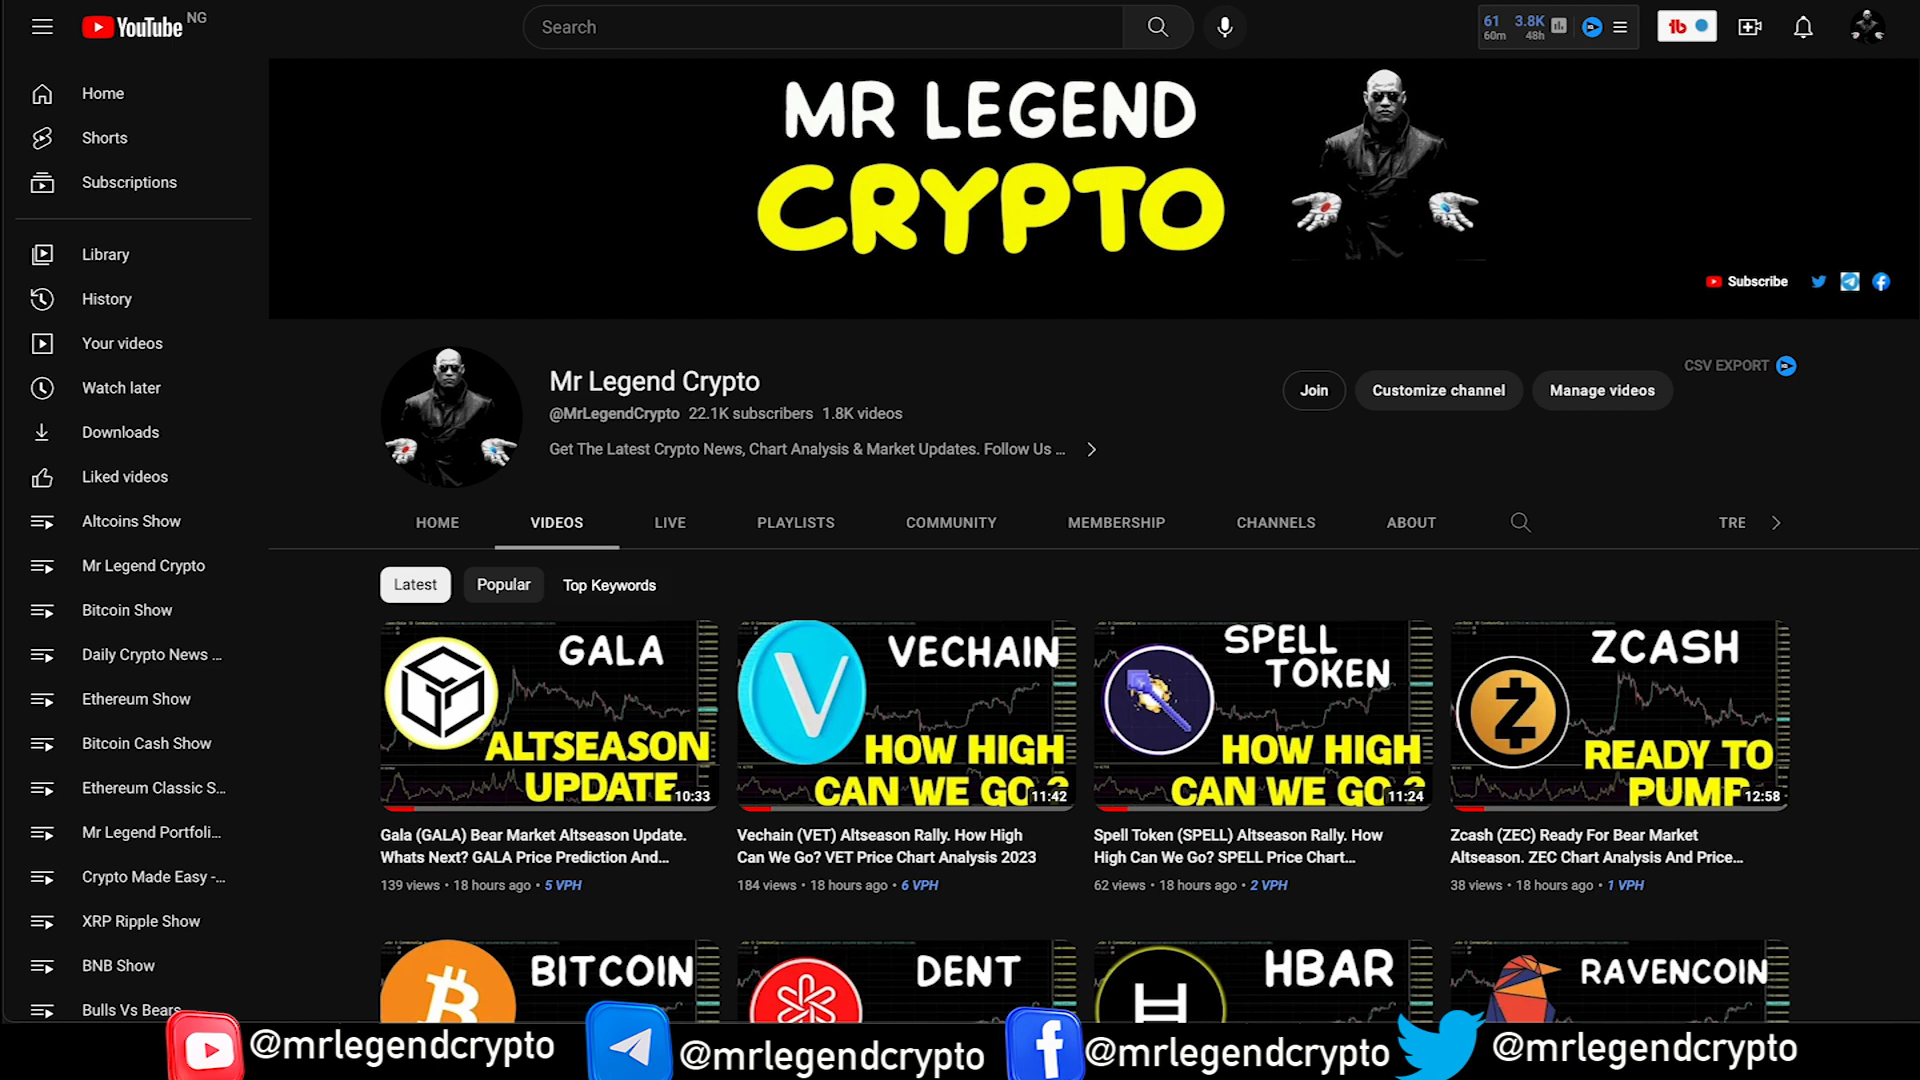 YouTube NG
Search
61
60m
3.8K
48h
Home
Shorts
Subscriptions
Library
History
Your videos
Watch later
Downloads
Liked videos
Altcoins Show
Mr Legend Crypto
Bitcoin Show
Daily Crypto News ...
Ethereum Show
Bitcoin Cash Show
Ethereum Classic S...
Mr Legend Portfoli...
Crypto Made Easy -...
XRP Ripple Show
BNB Show
Bulls Vs Bears
MR LEGEND
CRYPTO
Subscribe
Mr Legend Crypto
@MrLegendCrypto 22.1K subscribers 1.8K videos
Get The Latest Crypto News, Chart Analysis & Market Updates. Follow Us ...
Join
Customize channel
Manage videos
CSV EXPORT
HOME VIDEOS LIVE PLAYLISTS COMMUNITY MEMBERSHIP CHANNELS ABOUT TRE
Latest
Popular
Top Keywords
GALA
ALTSEASON
UPDATE
10:33
Gala (GALA) Bear Market Altseason Update.
Whats Next? GALA Price Prediction And...
139 views • 18 hours ago • 5 VPH
VECHAIN
HOW HIGH
CAN WE GO?
11:42
Vechain (VET) Altseason Rally. How High
Can We Go? VET Price Chart Analysis 2023
184 views • 18 hours ago • 6 VPH
SPELL
TOKEN
HOW HIGH
CAN WE GO?
11:24
Spell Token (SPELL) Altseason Rally. How
High Can We Go? SPELL Price Chart...
62 views • 18 hours ago • 2 VPH
ZCASH
READY TO
PUMP
12:58
Zcash (ZEC) Ready For Bear Market
Altseason. ZEC Chart Analysis And Price...
38 views • 18 hours ago • 1 VPH
BITCOIN
DENT
HBAR
RAVENCOIN
@mrlegendcrypto
@mrlegendcrypto
@mrlegendcrypto
@mrlegendcrypto